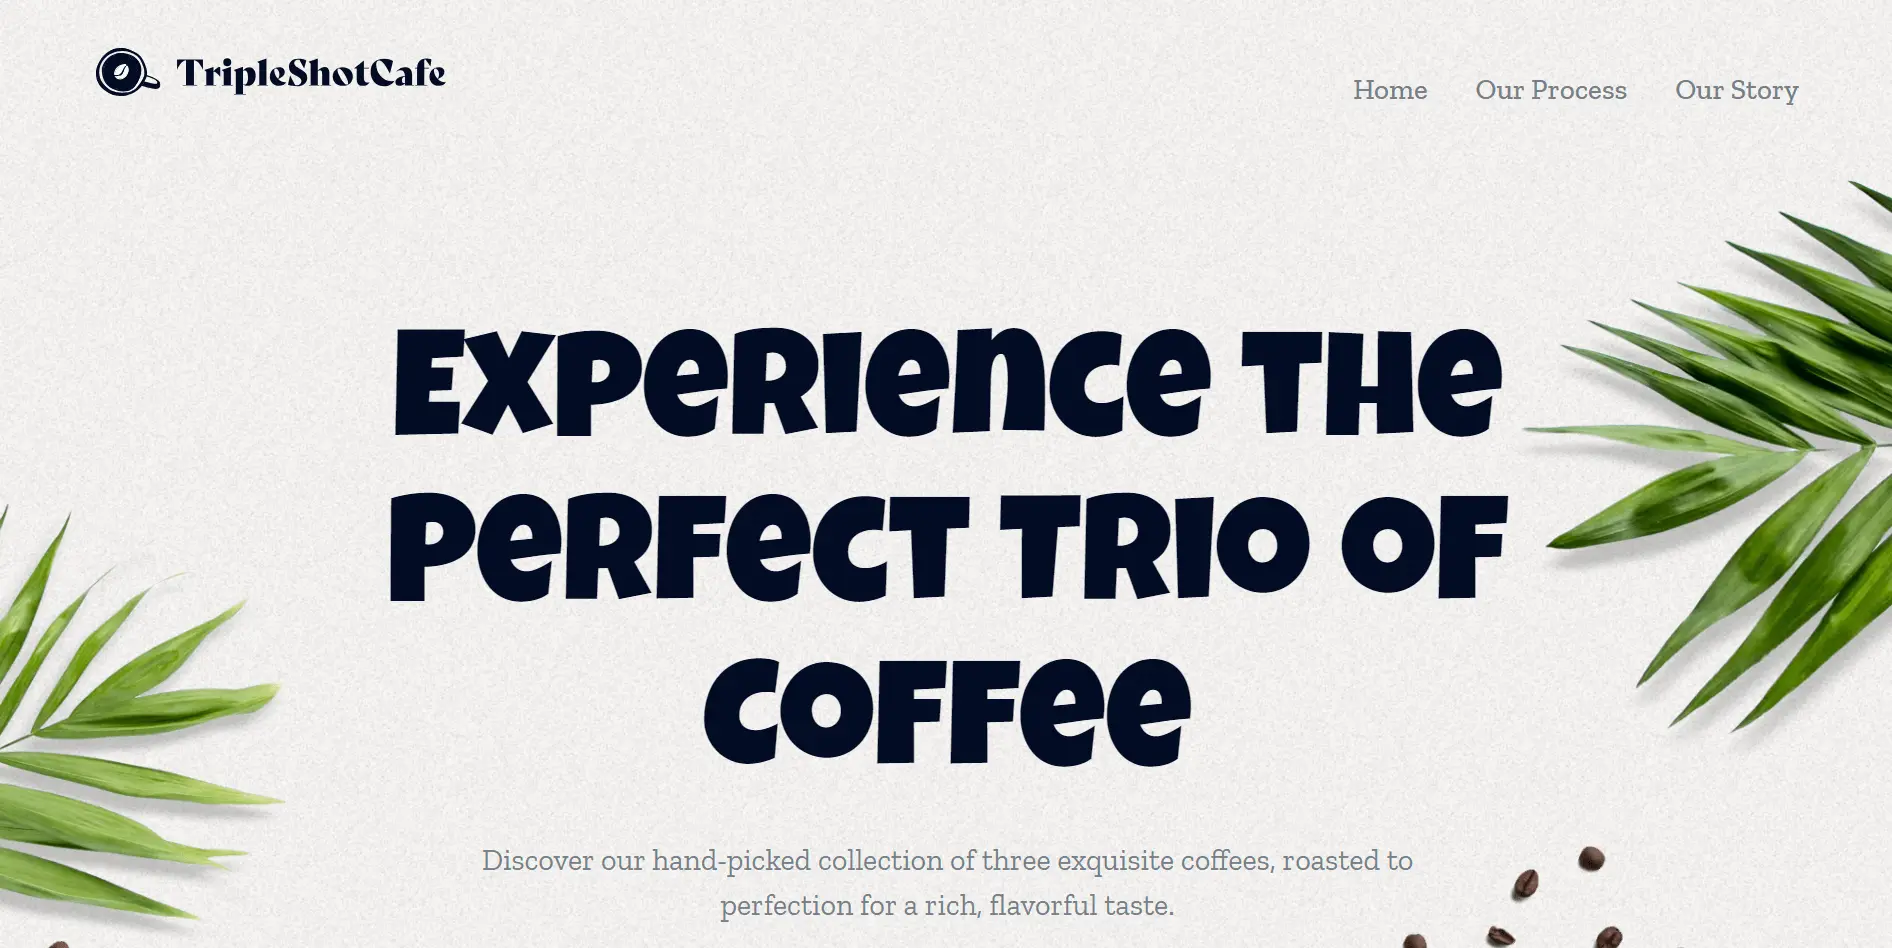 TripleShotCafe
Home Our Process Our Story
Experience the
Perfect Trio of
Coffee
Discover our hand-picked collection of three exquisite coffees, roasted to
perfection for a rich, flavorful taste.